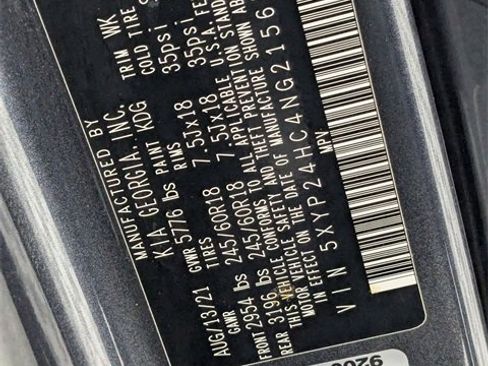 MANUFACTURED BY
KIA GEORGIA, INC.
AUG/13/21 GVWR 5776 lbs PAINT KDG TRIM WK
GAWR TIRES RIMS COLD TIRE
FRONT 2954 lbs 245/60R18 7.5Jx18 35psi
REAR 3196 lbs 245/60R18 7.5Jx18 35psi
THIS VEHICLE CONFORMS TO ALL APPLICABLE U.S.A. FE
MOTOR VEHICLE SAFETY AND THEFT PREVENTION STANDA
IN EFFECT ON THE DATE OF MANUFACTURE SHOWN
VIN 5XYP24HC4NG2156
MPV
9208